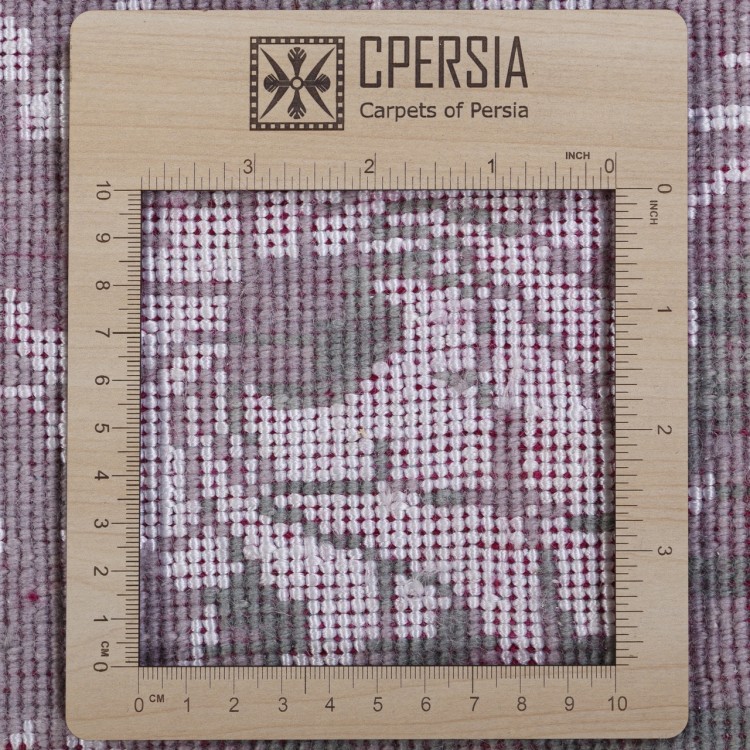 CPERSIA
Carpets of Persia
3 2 1 INCH 0
10 9 8 7 6 5 4 3 2 1 CM 0
0 INCH 1 2 3
0 CM 1 2 3 4 5 6 7 8 9 10